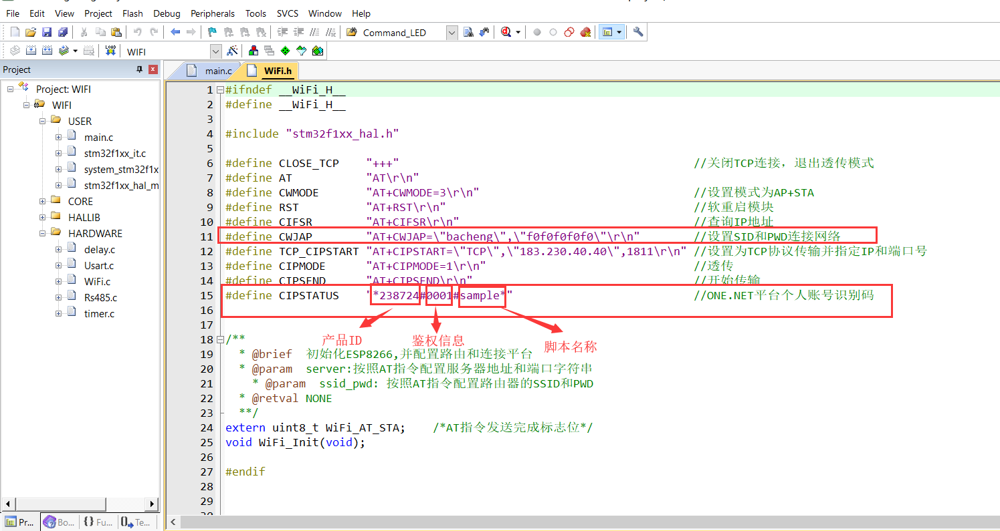 File Edit View Project Flash Debug Peripherals Tools SVCS Window Help
Command_LED
LOAD WIFI
Project
main.c WiFi.h
Project: WIFI
WIFI
USER
main.c
stm32f1xx_it.c
system_stm32f1x
stm32f1xx_hal_m
CORE
HALLIB
HARDWARE
delay.c
Usart.c
WiFi.c
Rs485.c
timer.c
Pr... Bo... {} Fu... Te...
1 #ifndef __WiFi_H__
2 #define __WiFi_H__
3
4 #include "stm32f1xx_hal.h"
5
6 #define CLOSE_TCP "+++" //关闭TCP连接，退出透传模式
7 #define AT "AT\r\n"
8 #define CWMODE "AT+CWMODE=3\r\n" //设置模式为AP+STA
9 #define RST "AT+RST\r\n" //软重启模块
10 #define CIFSR "AT+CIFSR\r\n" //查询IP地址
11 #define CWJAP "AT+CWJAP=\"bacheng\",\"f0f0f0f0f0\"\r\n" //设置SID和PWD连接网络
12 #define TCP_CIPSTART "AT+CIPSTART=\"TCP\",\"183.230.40.40\",1811\r\n" //设置为TCP协议传输并指定IP和端口号
13 #define CIPMODE "AT+CIPMODE=1\r\n" //透传
14 #define CIPSEND "AT+CIPSEND\r\n" //开始传输
15 #define CIPSTATUS "*238724#0001#sample*" //ONE.NET平台个人账号识别码
16
17
产品ID 鉴权信息 脚本名称
18 /**
19 * @brief 初始化ESP8266,并配置路由和连接平台
20 * @param server:按照AT指令配置服务器地址和端口字符串
21 * @param ssid_pwd: 按照AT指令配置路由器的SSID和PWD
22 * @retval NONE
23 **/
24 extern uint8_t WiFi_AT_STA; /*AT指令发送完成标志位*/
25 void WiFi_Init(void);
26
27 #endif
28
29